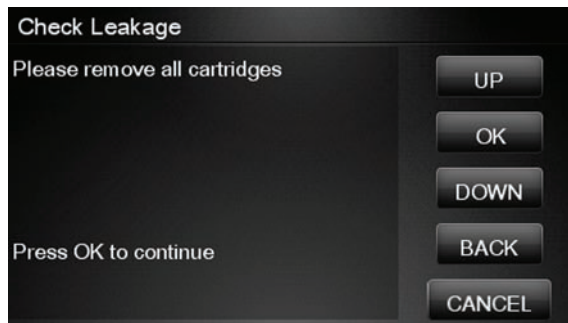 Check Leakage
Please remove all cartridges
Press OK to continue
UP
OK
DOWN
BACK
CANCEL